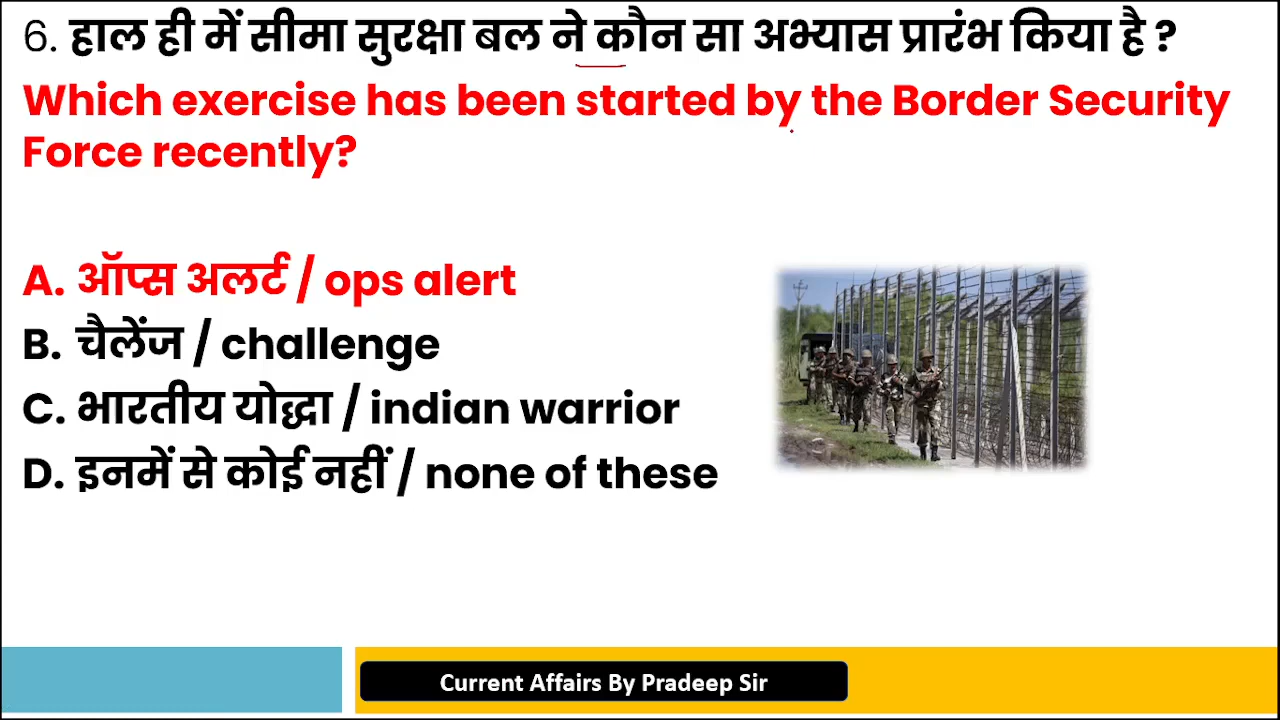 6. हाल ही में सीमा सुरक्षा बल ने कौन सा अभ्यास प्रारंभ किया है ?
Which exercise has been started by the Border Security
Force recently?
A. ऑप्स अलर्ट / ops alert
B. चैलेंज / challenge
C. भारतीय योद्धा / indian warrior
D. इनमें से कोई नहीं / none of these
Current Affairs By Pradeep Sir